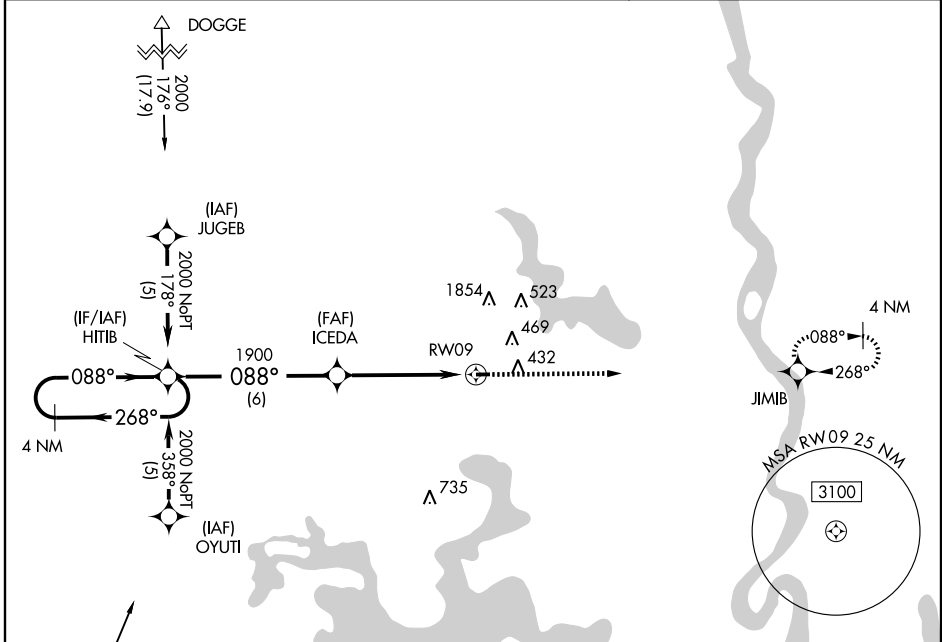 DOGGE
2000
176°
(17.9)
(IAF)
JUGEB
2000 NoPT
178°
(5)
(IF/IAF)
HITIB
(FAF)
ICEDA
1900
088°
(6)
088°
268°
4 NM
RW09
1854
523
469
432
4 NM
088°
268°
JIMIB
2000 NoPT
358°
(5)
(IAF)
OYUTI
735
MSA RW09 25 NM
3100